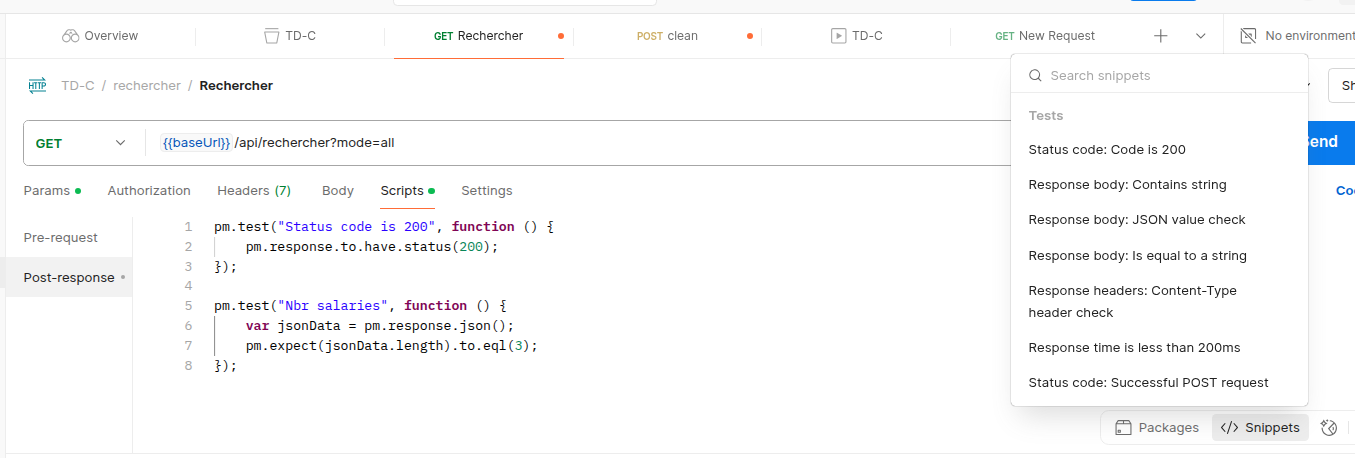 Overview
TD-C
GET Rechercher
POST clean
TD-C
GET New Request
No environment
HTTP TD-C / rechercher / Rechercher
GET {{baseUrl}}/api/rechercher?mode=all
Params
Authorization
Headers (7)
Body
Scripts
Settings
Pre-request
Post-response
1 pm.test("Status code is 200", function () {
2 pm.response.to.have.status(200);
3 });
4
5 pm.test("Nbr salaries", function () {
6 var jsonData = pm.response.json();
7 pm.expect(jsonData.length).to.eql(3);
8 });
Search snippets
Tests
Status code: Code is 200
Response body: Contains string
Response body: JSON value check
Response body: Is equal to a string
Response headers: Content-Type
header check
Response time is less than 200ms
Status code: Successful POST request
Packages
</> Snippets